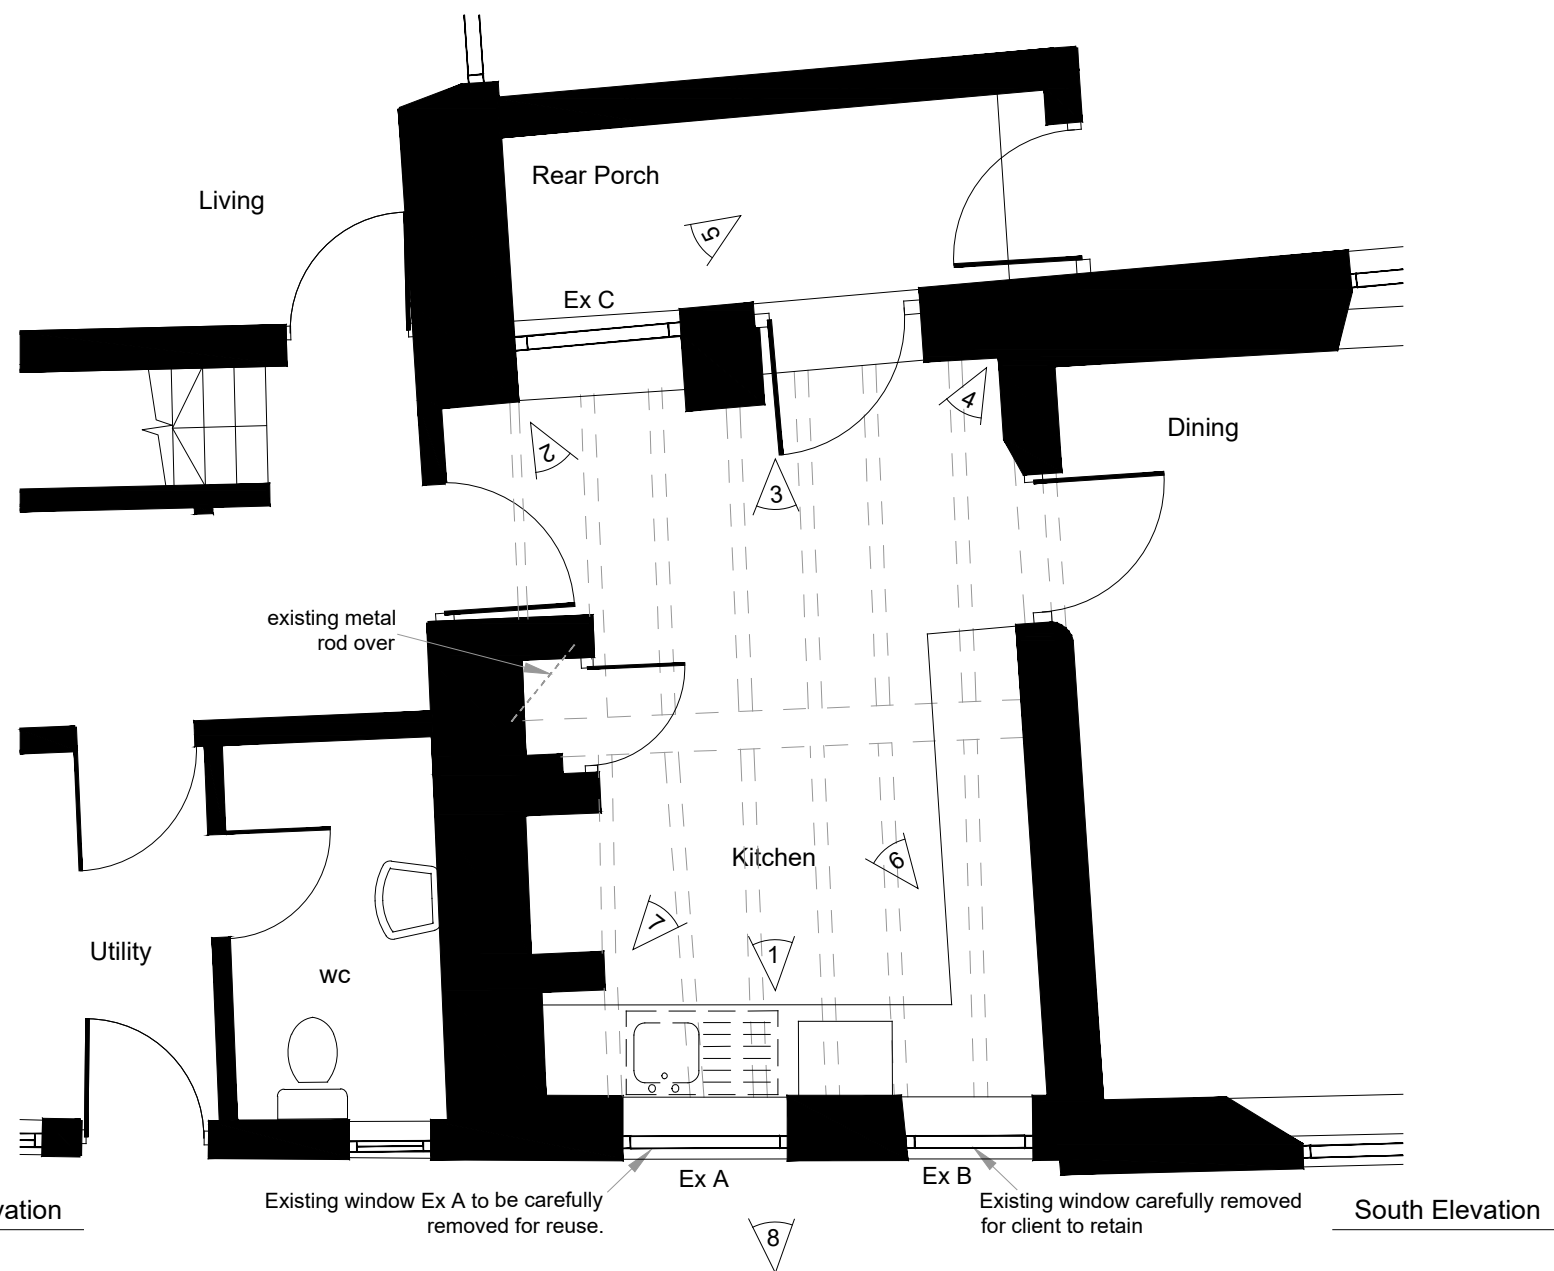 Living
Rear Porch
5
Ex C
4
Dining
2
3
existing metal
rod over
Kitchen
6
7
1
Utility
wc
Ex A
Ex B
Existing window Ex A to be carefully
removed for reuse.
Existing window carefully removed
for client to retain
vation
South Elevation
8